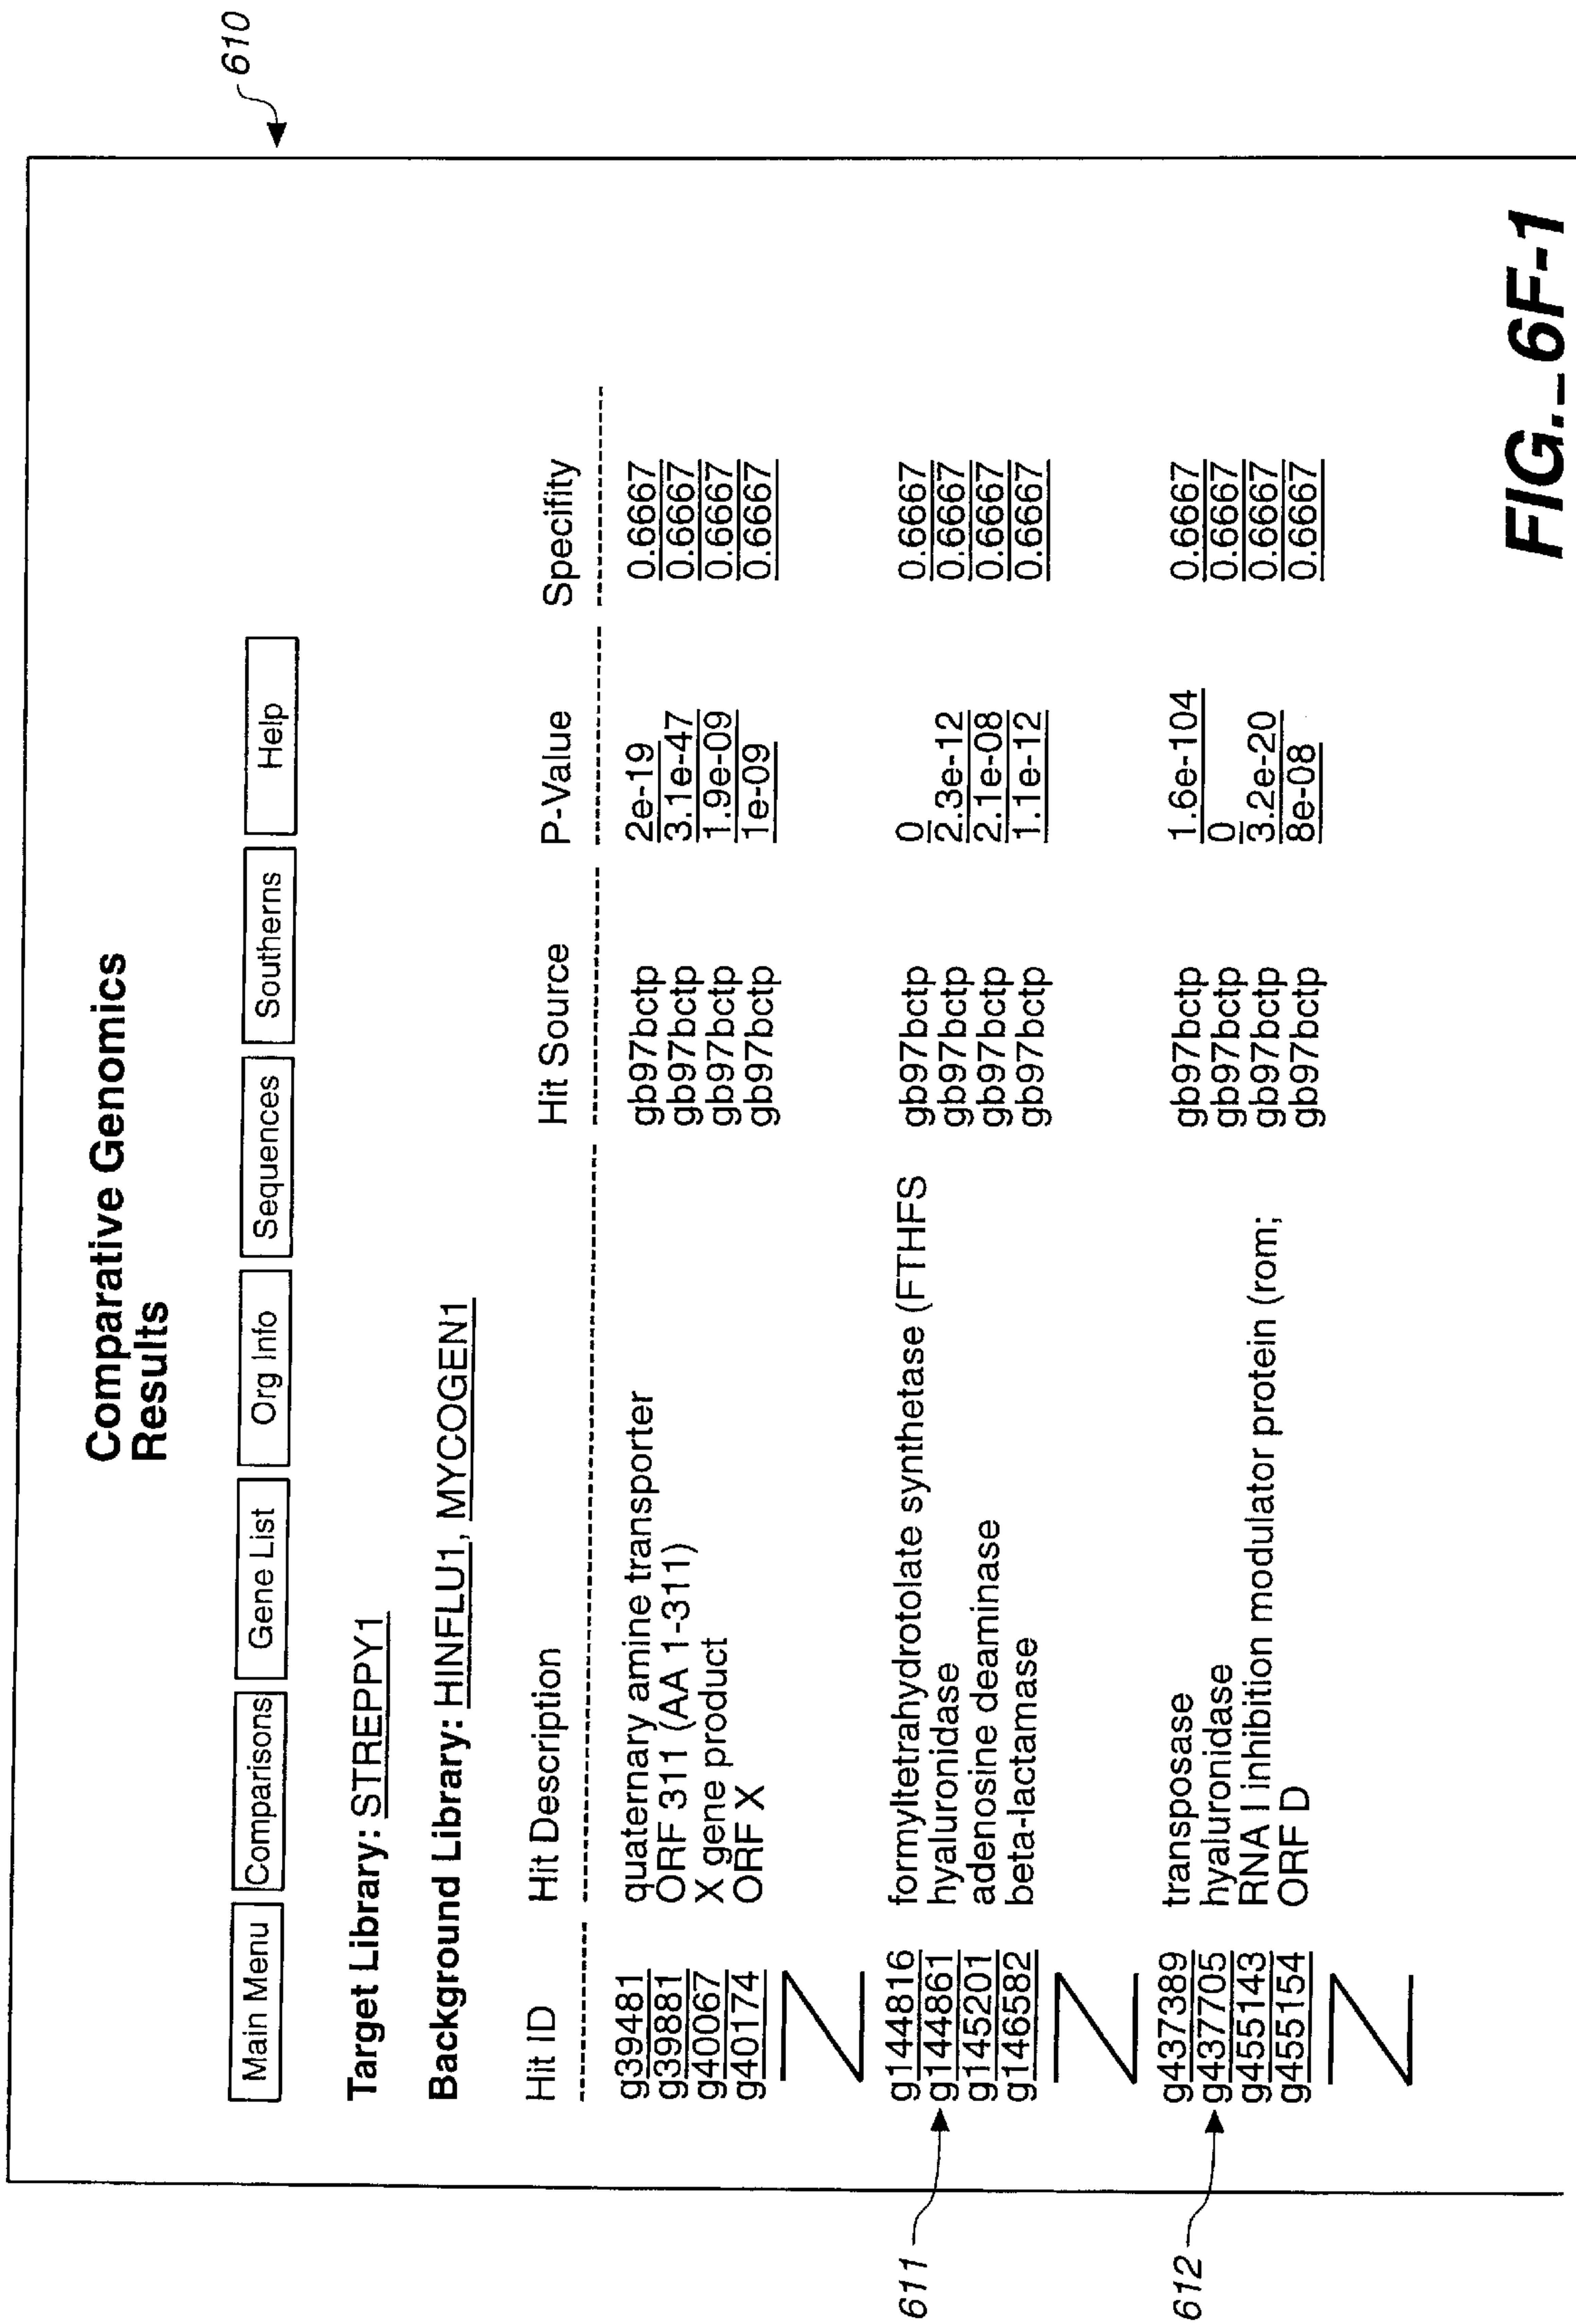 610
Comparative Genomics
Results
Main Menu Comparisons Gene List Org Info Sequences Southerns Help
Target Library: STREPPY1
Background Library: HINFLU1, MYCOGEN1
Hit ID Hit Description Hit Source P-Value Specifity
g39481 quaternary amine transporter gb97bctp 2e-19 0.6667
g39881 ORF 311 (AA 1-311) gb97bctp 3.1e-47 0.6667
g40067 X gene product gb97bctp 1.9e-09 0.6667
g40174 ORF X gb97bctp 1e-09 0.6667
g144816 formyltetrahydrotolate synthetase (FTHFS gb97bctp 0 0.6667
611 g144861 hyaluronidase gb97bctp 2.3e-12 0.6667
g145201 adenosine deaminase gb97bctp 2.1e-08 0.6667
g146582 beta-lactamase gb97bctp 1.1e-12 0.6667
g437389 transposase gb97bctp 1.6e-104 0.6667
612 g437705 hyaluronidase gb97bctp 0 0.6667
g455143 RNA I inhibition modulator protein (rom; gb97bctp 3.2e-20 0.6667
g455154 ORF D gb97bctp 8e-08 0.6667
FIG._6F-1